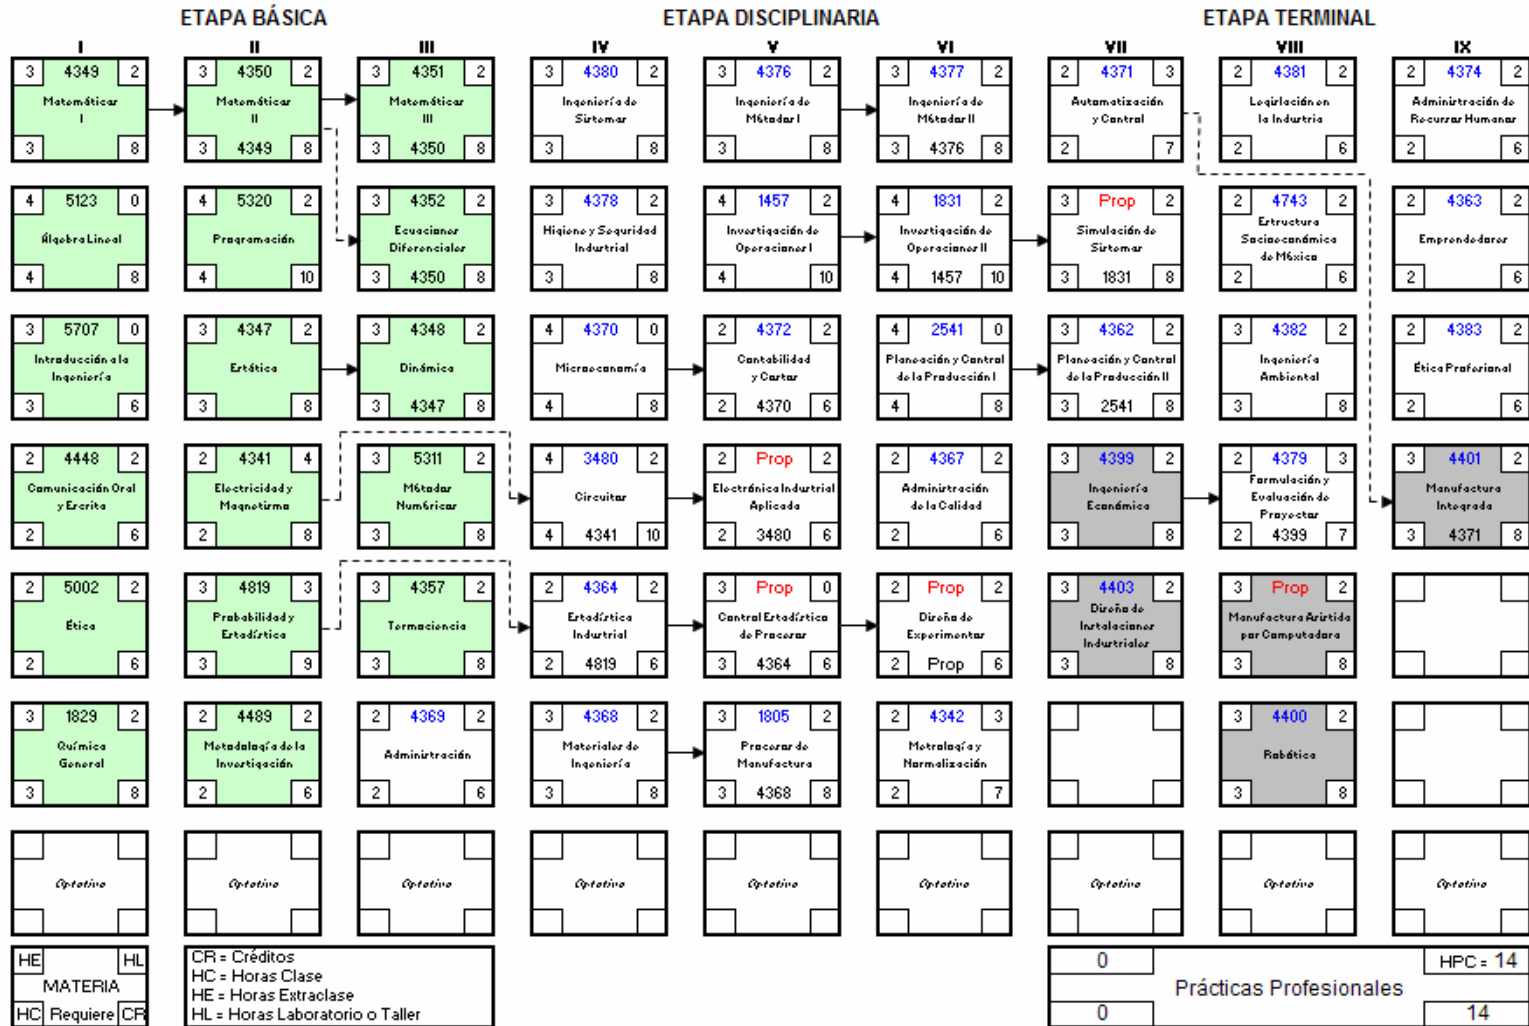 ETAPA BÁSICA ETAPA DISCIPLINARIA ETAPA TERMINAL
I II III IV V VI VII VIII IX
3 4349 2 3 4350 2 3 4351 2 3 4380 2 3 4376 2 3 4377 2 2 4371 3 2 4381 2 2 4374 2
Matemáticas Matemáticas Matemáticas Ingeniería de Ingeniería de Ingeniería de Automatización Legislación en Administración de
I II III Sistemas Métodos I Métodos II y Control la Industria Recursos Humanos
3 8 3 4349 8 3 4350 8 3 8 3 8 3 4376 8 2 7 2 6 2 6
4 5123 0 4 5320 2 3 4352 2 3 4378 2 4 1457 2 4 1831 2 3 Prop 2 2 4743 2 2 4363 2
Álgebra Lineal Programación Ecuaciones Diferenciales Higiene y Seguridad Industrial Investigación de Operaciones I Investigación de Operaciones II Simulación de Sistemas Estructura Socioeconómica de México Emprendedores
4 8 4 10 3 4350 8 3 8 4 10 4 1457 10 3 1831 8 2 6 2 6
3 5707 0 3 4347 2 3 4348 2 4 4370 0 2 4372 2 4 2541 0 3 4362 2 3 4382 2 2 4383 2
Introducción a la Ingeniería Estática Dinámica Microeconomía Contabilidad y Costos Planeación y Control de la Producción I Planeación y Control de la Producción II Ingeniería Ambiental Ética Profesional
3 6 3 8 3 4347 8 4 8 2 4370 6 4 8 3 2541 8 3 8 2 6
2 4448 2 2 4341 4 3 5311 2 4 3480 2 2 Prop 2 2 4367 2 3 4399 2 2 4379 3 3 4401 2
Comunicación Oral y Escrita Electricidad y Magnetismo Métodos Numéricos Circuitos Electrónica Industrial Aplicada Administración de la Calidad Ingeniería Económica Formulación y Evaluación de Proyectos Manufactura Integrada
2 6 2 8 3 8 4 4341 10 2 3480 6 2 6 3 8 2 4399 7 3 4371 8
2 5002 2 3 4819 3 3 4357 2 2 4364 2 3 Prop 0 2 Prop 2 3 4403 2 3 Prop 2
Ética Probabilidad y Estadística Termociencia Estadística Industrial Control Estadístico de Procesos Diseño de Experimentos Diseño de Instalaciones Industriales Manufactura Asistida por Computadora
2 6 3 9 3 8 2 4819 6 3 4364 6 2 Prop 6 3 8 3 8
3 1829 2 2 4489 2 2 4369 2 3 4368 2 3 1805 2 2 4342 3 3 4400 2
Química General Metodología de la Investigación Administración Materiales de Ingeniería Procesos de Manufactura Metrología y Normalización Robótica
3 8 2 6 2 6 3 8 3 4368 8 2 7 3 8
Optativa Optativa Optativa Optativa Optativa Optativa Optativa Optativa Optativa
HE HL
MATERIA
HC Requiere CR
CR = Créditos
HC = Horas Clase
HE = Horas Extraclase
HL = Horas Laboratorio o Taller
0 HPC = 14
Prácticas Profesionales
0 14